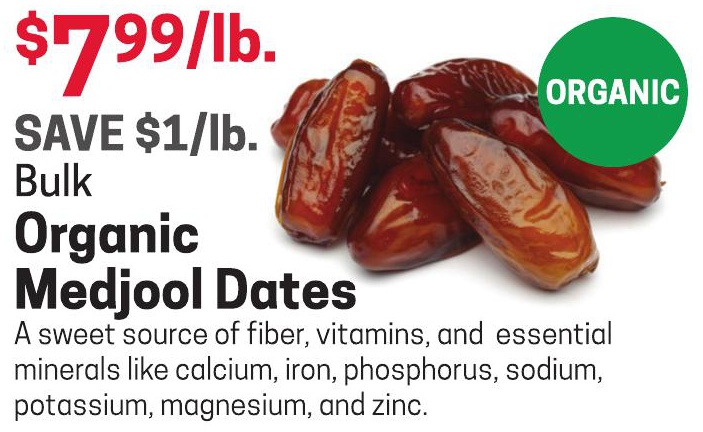 $7.99/lb.
SAVE $1/lb.
Bulk
Organic
Medjool Dates
A sweet source of fiber, vitamins, and essential
minerals like calcium, iron, phosphorus, sodium,
potassium, magnesium, and zinc.
ORGANIC